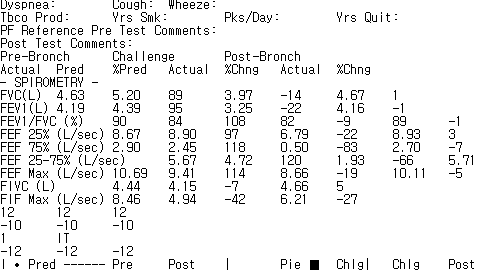 Dyspnea: Cough: Wheeze:
Tbco Prod: Yrs Smk: Pks/Day: Yrs Quit:
PF Reference Pre Test Comments:
Post Test Comments:
Pre-Bronch Challenge Post-Bronch
Actual Pred %Pred Actual %Chng Actual %Chng
- SPIROMETRY -
FVC(L) 4.63 5.20 89 3.97 -14 4.67 1
FEV1(L) 4.19 4.39 95 3.25 -22 4.16 -1
FEV1/FVC (%) 90 84 108 82 -9 89 -1
FEF 25% (L/sec) 8.67 8.90 97 6.79 -22 8.93 3
FEF 75% (L/sec) 2.90 2.45 118 0.50 -83 2.70 -7
FEF 25-75% (L/sec) 5.67 4.72 120 1.93 -66 5.71
FEF Max (L/sec) 10.69 9.41 114 8.66 -19 10.11 -5
FIVC (L) 4.44 4.15 -7 4.66 5
FIF Max (L/sec) 8.46 4.94 -42 6.21 -27
12 12 12
-10 -10 -10
1 IT
-12 -12 -12
| • Pred ------ Pre Post | Pie ■ Chlg| Chlg Post